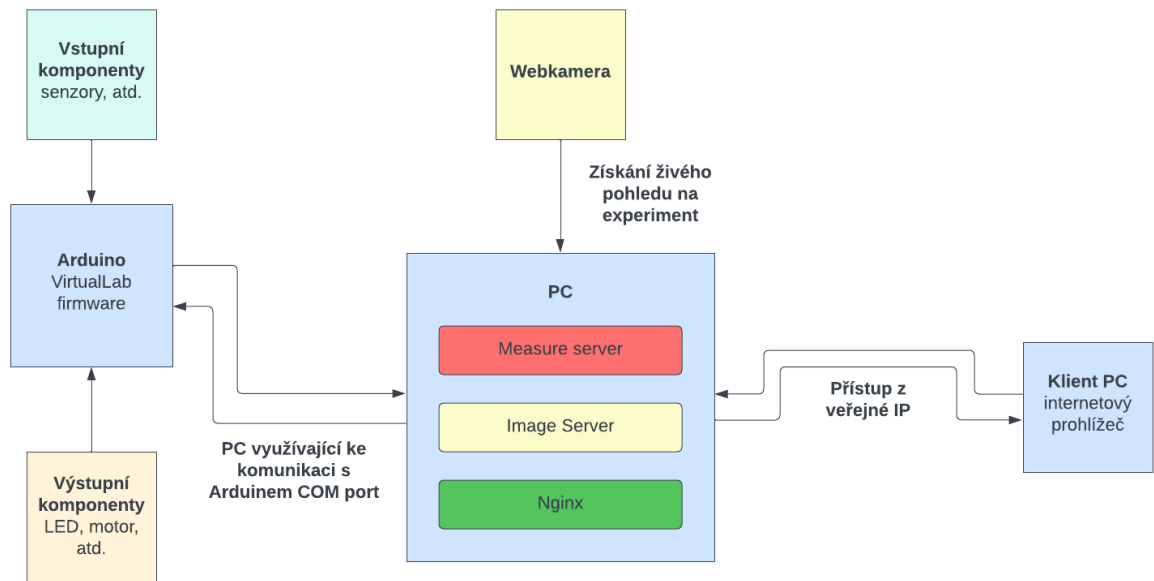 Vstupní
komponenty
senzory, atd.
Webkamera
Získání živého
pohledu na
experiment
Arduino
VirtualLab
firmware
PC
Measure server
Image Server
Nginx
PC využívající ke
komunikaci s
Arduinem COM port
Přístup z
veřejné IP
Klient PC
internetový
prohlížeč
Výstupní
komponenty
LED, motor,
atd.